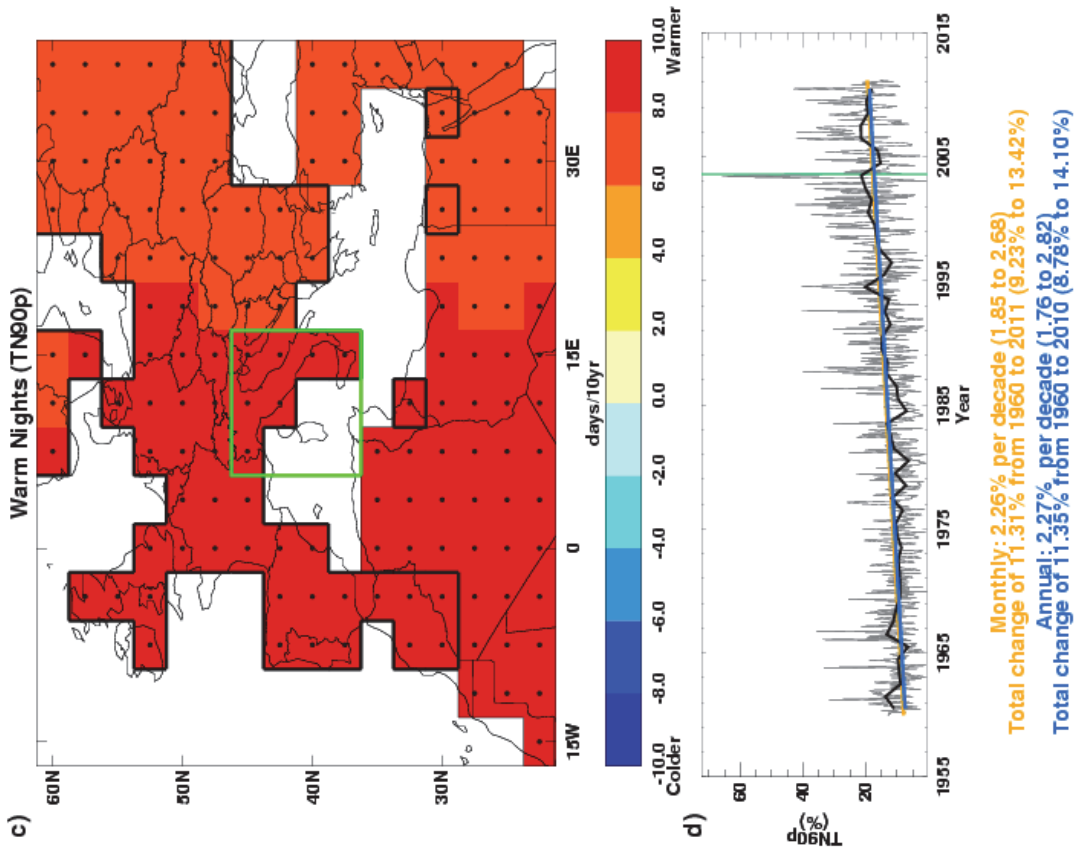 c)
Warm Nights (TN90p)
60N
50N
40N
30N
15W
0
15E
30E
-10.0
-8.0
-6.0
-4.0
-2.0
0.0
2.0
4.0
6.0
8.0
10.0
Colder
days/10yr
Warmer
d)
TN90p
(%)
60
40
20
1955
1965
1975
1985
1995
2005
2015
Year
Monthly: 2.26% per decade (1.85 to 2.68)
Total change of 11.31% from 1960 to 2011 (9.23% to 13.42%)
Annual: 2.27% per decade (1.76 to 2.82)
Total change of 11.35% from 1960 to 2010 (8.78% to 14.10%)